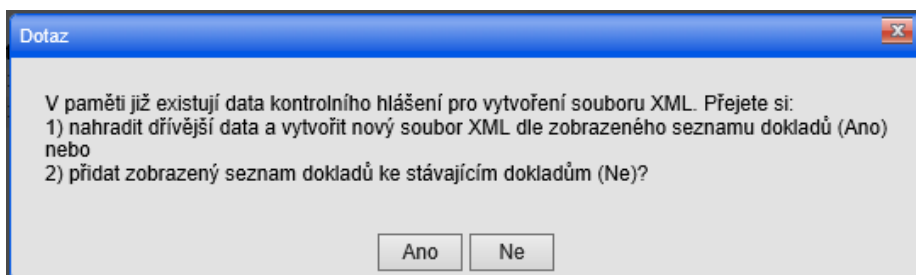 Dotaz
V paměti již existují data kontrolního hlášení pro vytvoření souboru XML. Přejete si:
1) nahradit dřívější data a vytvořit nový soubor XML dle zobrazeného seznamu dokladů (Ano)
nebo
2) přidat zobrazený seznam dokladů ke stávajícím dokladům (Ne)?
Ano Ne